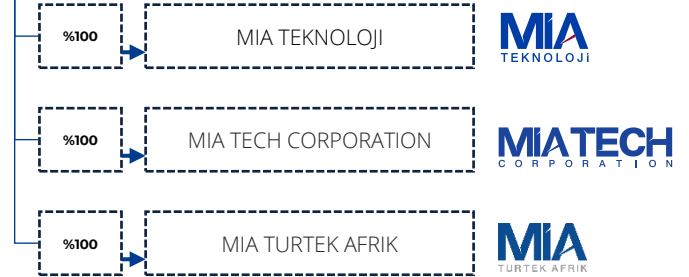 %100
MIA TEKNOLOJI
MIA
TEKNOLOJİ
%100
MIA TECH CORPORATION
MIATECH
CORPORATION
%100
MIA TURTEK AFRIK
MIA
TURTEK AFRIK